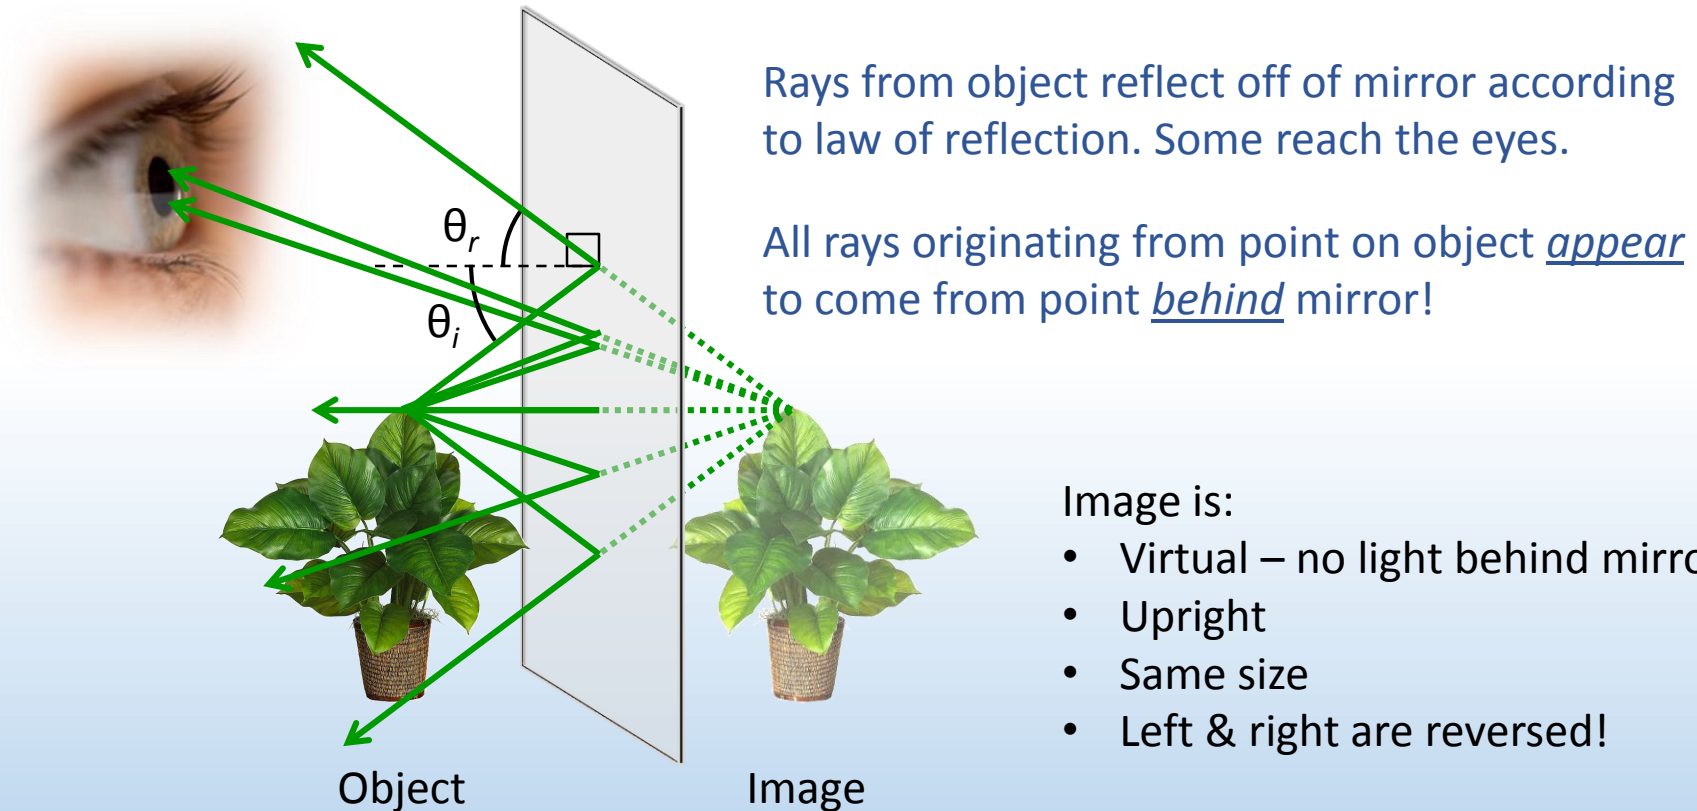 Rays from object reflect off of mirror according
to law of reflection. Some reach the eyes.
All rays originating from point on object appear
to come from point behind mirror!
θr
θi
Image is:
• Virtual – no light behind mirro
• Upright
• Same size
• Left & right are reversed!
Object
Image